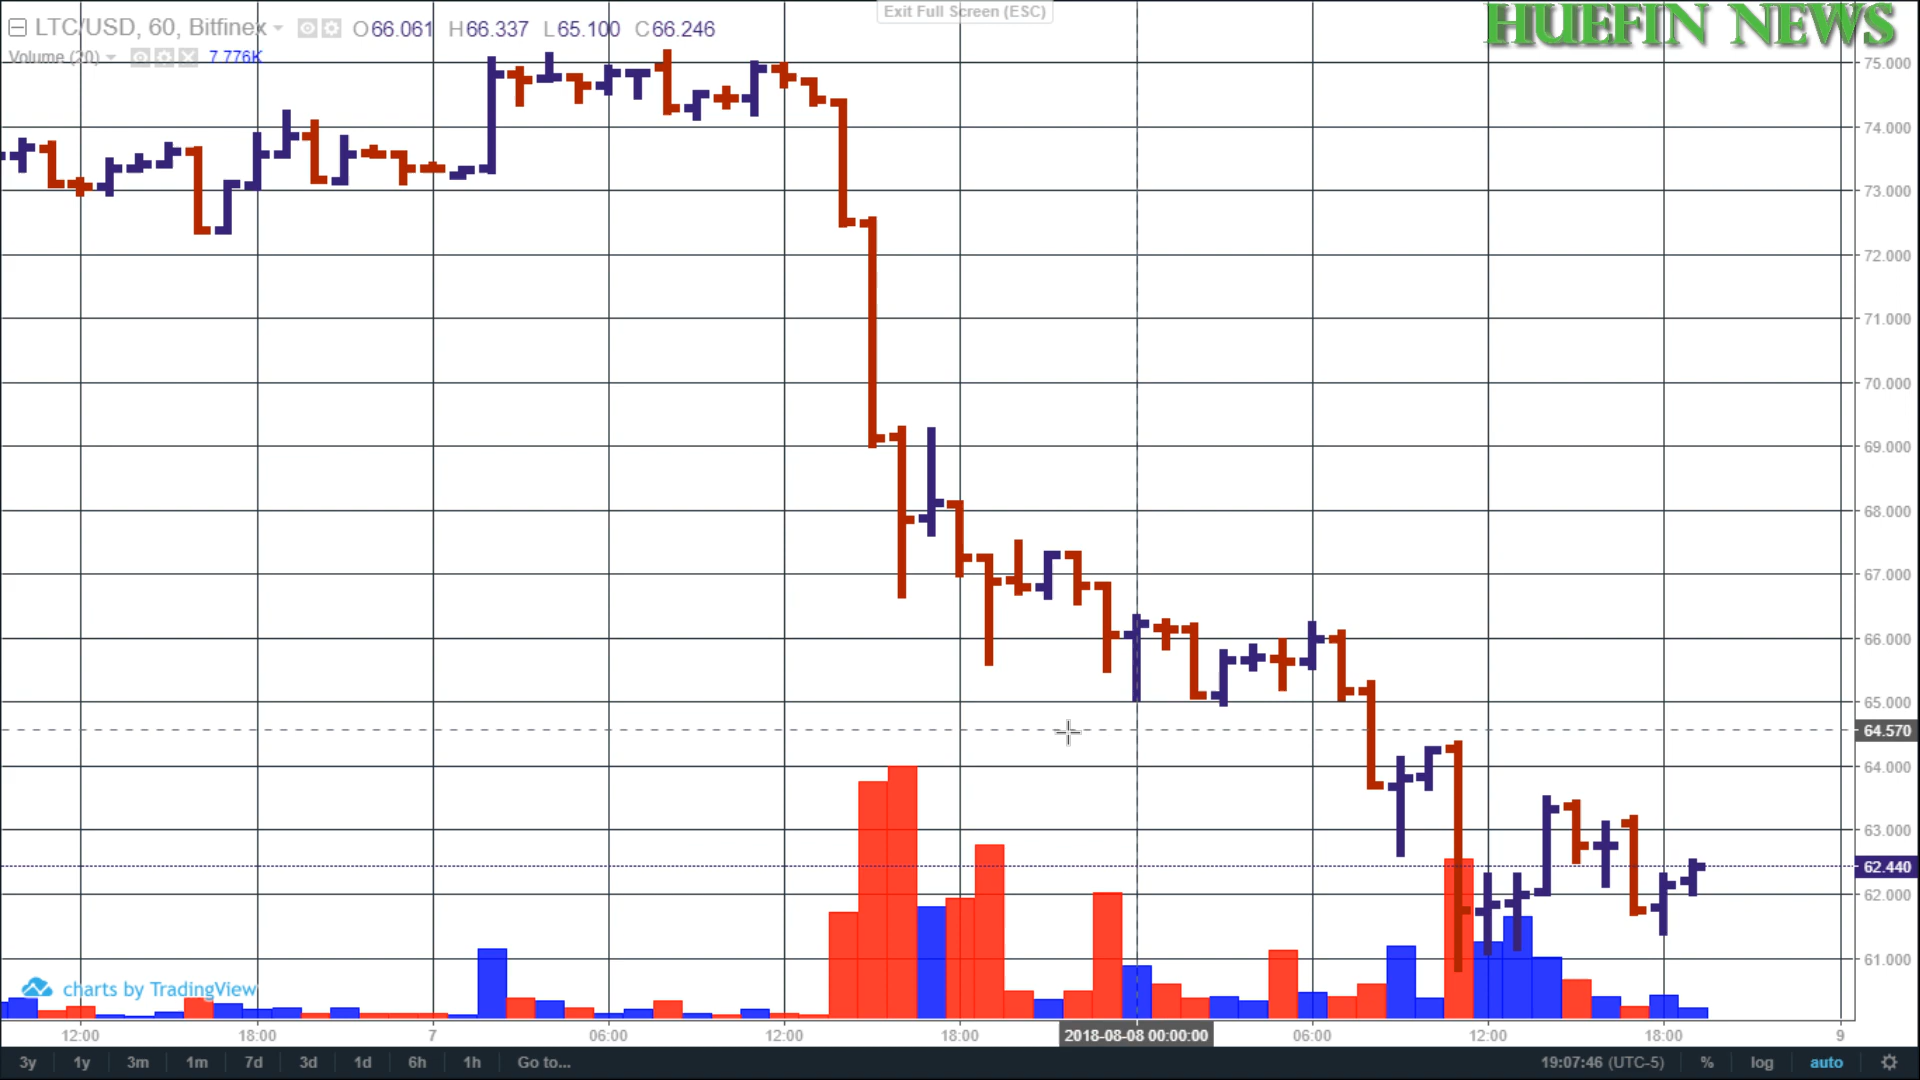 Exit Full Screen (ESC)
HUEFIN NEWS
LTC/USD, 60, Bitfinex O66.061 H66.337 L65.100 C66.246
Volume (20) 7.776K
75.000
74.000
73.000
72.000
71.000
70.000
69.000
68.000
67.000
66.000
65.000
64.570
64.000
63.000
62.440
62.000
61.000
charts by TradingView
12:00 18:00 7 06:00 12:00 18:00 2018-08-08 00:00:00 06:00 12:00 18:00 9
3y 1y 3m 1m 7d 3d 1d 6h 1h Go to... 19:07:46 (UTC-5) % log auto